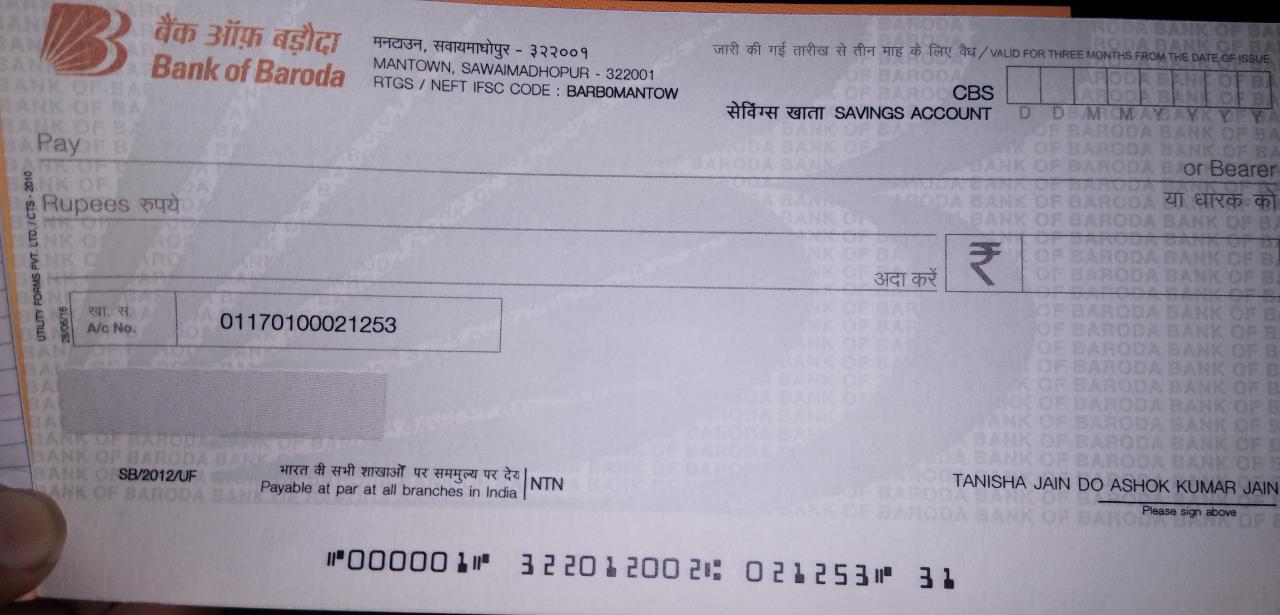 बैंक ऑफ़ बड़ौदा
Bank of Baroda
मनटाउन, सवायमाधोपुर - ३२२००१
MANTOWN, SAWAIMADHOPUR - 322001
RTGS / NEFT IFSC CODE : BARB0MANTOW
जारी की गई तारीख से तीन माह के लिए वैध / VALID FOR THREE MONTHS FROM THE DATE OF ISSUE
CBS
सेविंग्स खाता SAVINGS ACCOUNT
D D M M Y Y Y Y
Pay
or Bearer
या धारक को
Rupees रुपये
अदा करें ₹
खा. सं.
A/c No.
01170100021253
UTILITY FORMS PVT. LTD. / CTS - 2010
28/06/16
SB/2012/UF
भारत की सभी शाखाओं पर सममुल्य पर देय
Payable at par at all branches in India
NTN
TANISHA JAIN DO ASHOK KUMAR JAIN
Please sign above
⑈000001⑈ 322012002⑆ 021253⑈ 31